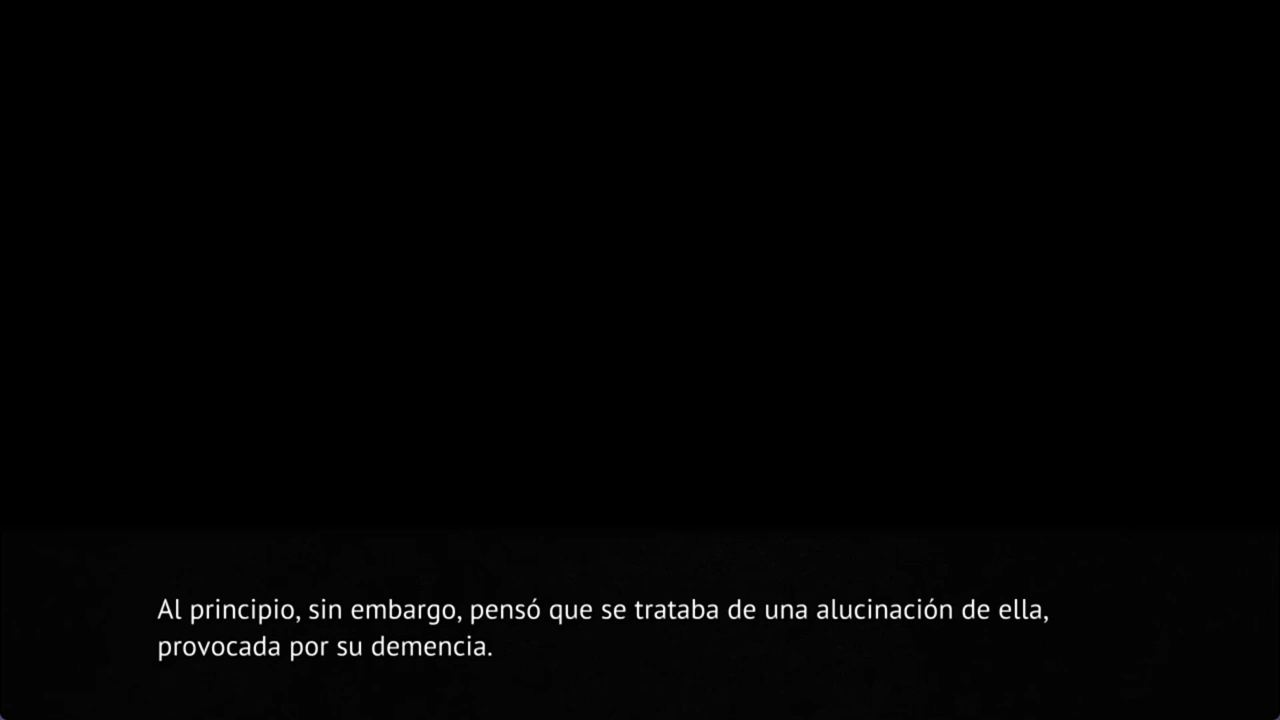 Al principio, sin embargo, pensó que se trataba de una alucinación de ella,
provocada por su demencia.